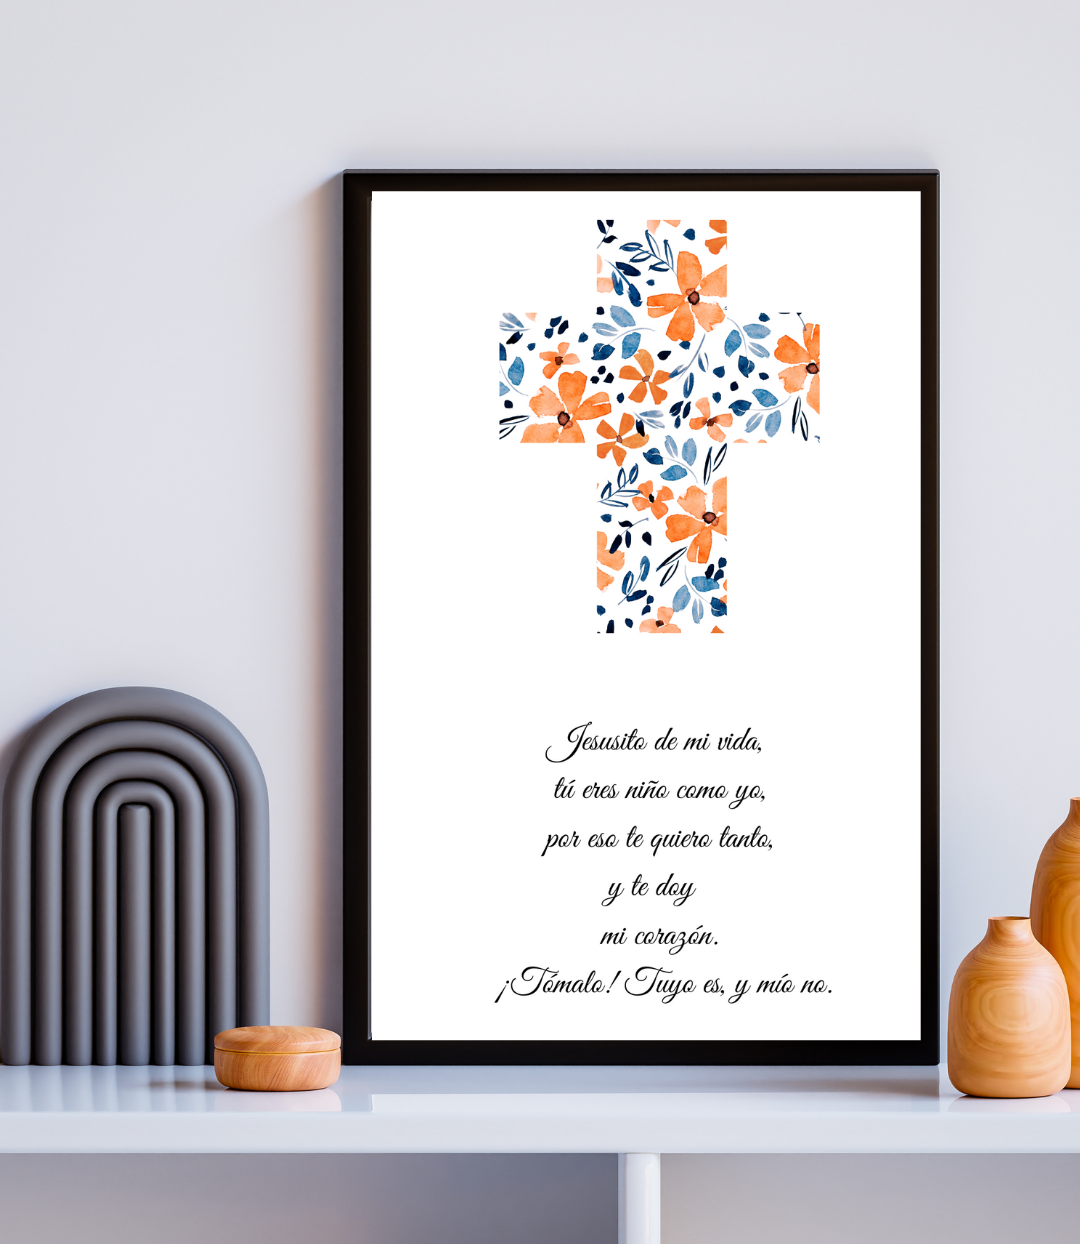 Jesusito de mi vida,
tú eres niño como yo,
por eso te quiero tanto,
y te doy
mi corazón.
¡Tómalo! Tuyo es, y mío no.